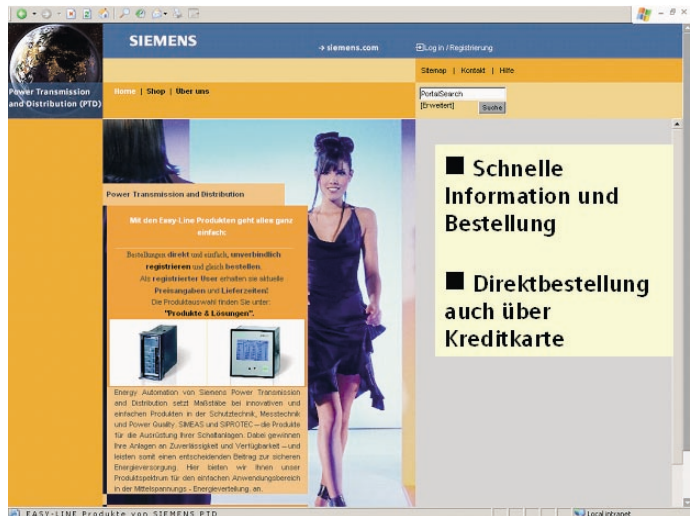 SIEMENS
→ siemens.com
Log in / Registrierung
Sitemap | Kontakt | Hilfe
Power Transmission
and Distribution (PTD)
Home | Shop | Über uns
PortalSearch
[Erweitert]
Suche
Power Transmission and Distribution
Mit den Easy-Line Produkten geht alles ganz
einfach:
Bestellungen direkt und einfach, unverbindlich
registrieren und gleich bestellen.
Als registrierter User erhalten sie aktuelle
Preisangaben und Lieferzeiten!
Die Produktauswahl finden Sie unter:
"Produkte & Lösungen".
Energy Automation von Siemens Power Transmission
and Distribution setzt Maßstäbe bei innovativen und
einfachen Produkten in der Schutztechnik, Messtechnik
und Power Quality. SIMEAS und SIPROTEC – die Produkte
für die Ausrüstung Ihrer Schaltanlagen. Dabei gewinnen
Ihre Anlagen an Zuverlässigkeit und Verfügbarkeit – und
leisten somit einen entscheidenden Beitrag zur sicheren
Energieversorgung. Hier bieten wir Ihnen unser
Produktspektrum für den einfachen Anwendungsbereich
in der Mittelspannungs - Energieverteilung. an.
■ Schnelle
Information und
Bestellung
■ Direktbestellung
auch über
Kreditkarte
EASY-LINE Produkte von SIEMENS PTD
Local intranet